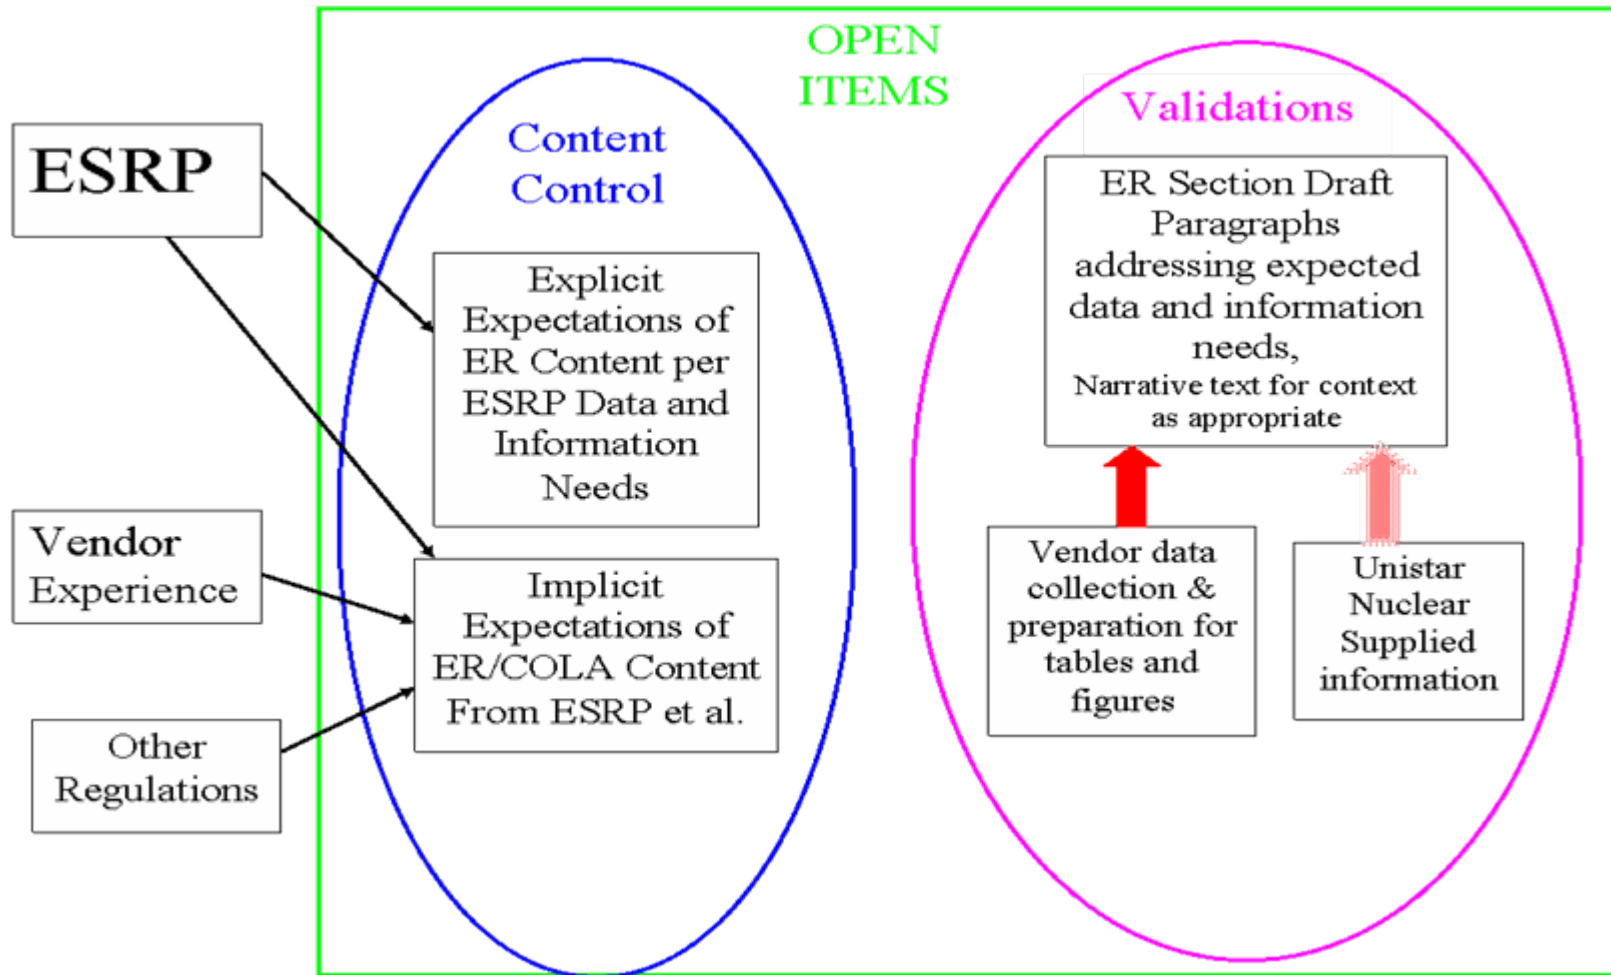 OPEN
ITEMS
ESRP
Vendor
Experience
Other
Regulations
Content
Control
Explicit
Expectations of
ER Content per
ESRP Data and
Information
Needs
Implicit
Expectations of
ER/COLA Content
From ESRP et al.
Validations
ER Section Draft
Paragraphs
addressing expected
data and information
needs,
Narrative text for context
as appropriate
Vendor data
collection &
preparation for
tables and
figures
Unistar
Nuclear
Supplied
information